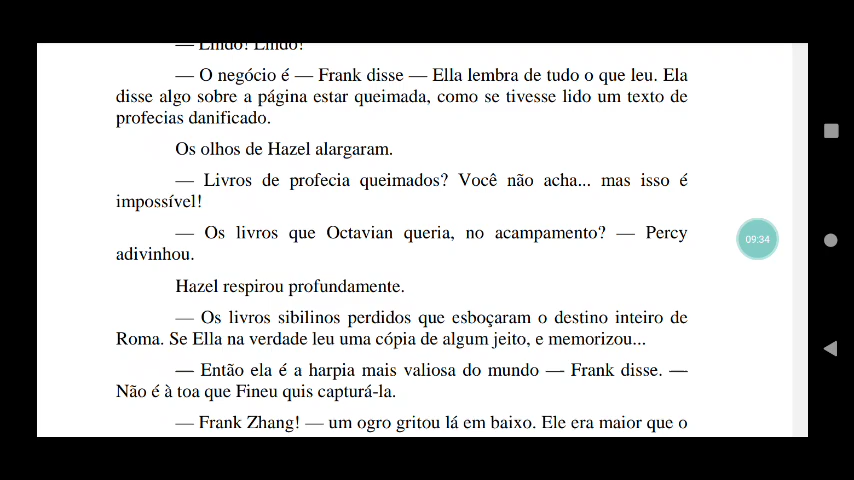 — Lindo! Lindo!
— O negócio é — Frank disse — Ella lembra de tudo o que leu. Ela
disse algo sobre a página estar queimada, como se tivesse lido um texto de
profecias danificado.
Os olhos de Hazel alargaram.
— Livros de profecia queimados? Você não acha... mas isso é
impossível!
— Os livros que Octavian queria, no acampamento? — Percy
adivinhou.
Hazel respirou profundamente.
— Os livros sibilinos perdidos que esboçaram o destino inteiro de
Roma. Se Ella na verdade leu uma cópia de algum jeito, e memorizou...
— Então ela é a harpia mais valiosa do mundo — Frank disse. —
Não é à toa que Fineu quis capturá-la.
— Frank Zhang! — um ogro gritou lá em baixo. Ele era maior que o
09:34